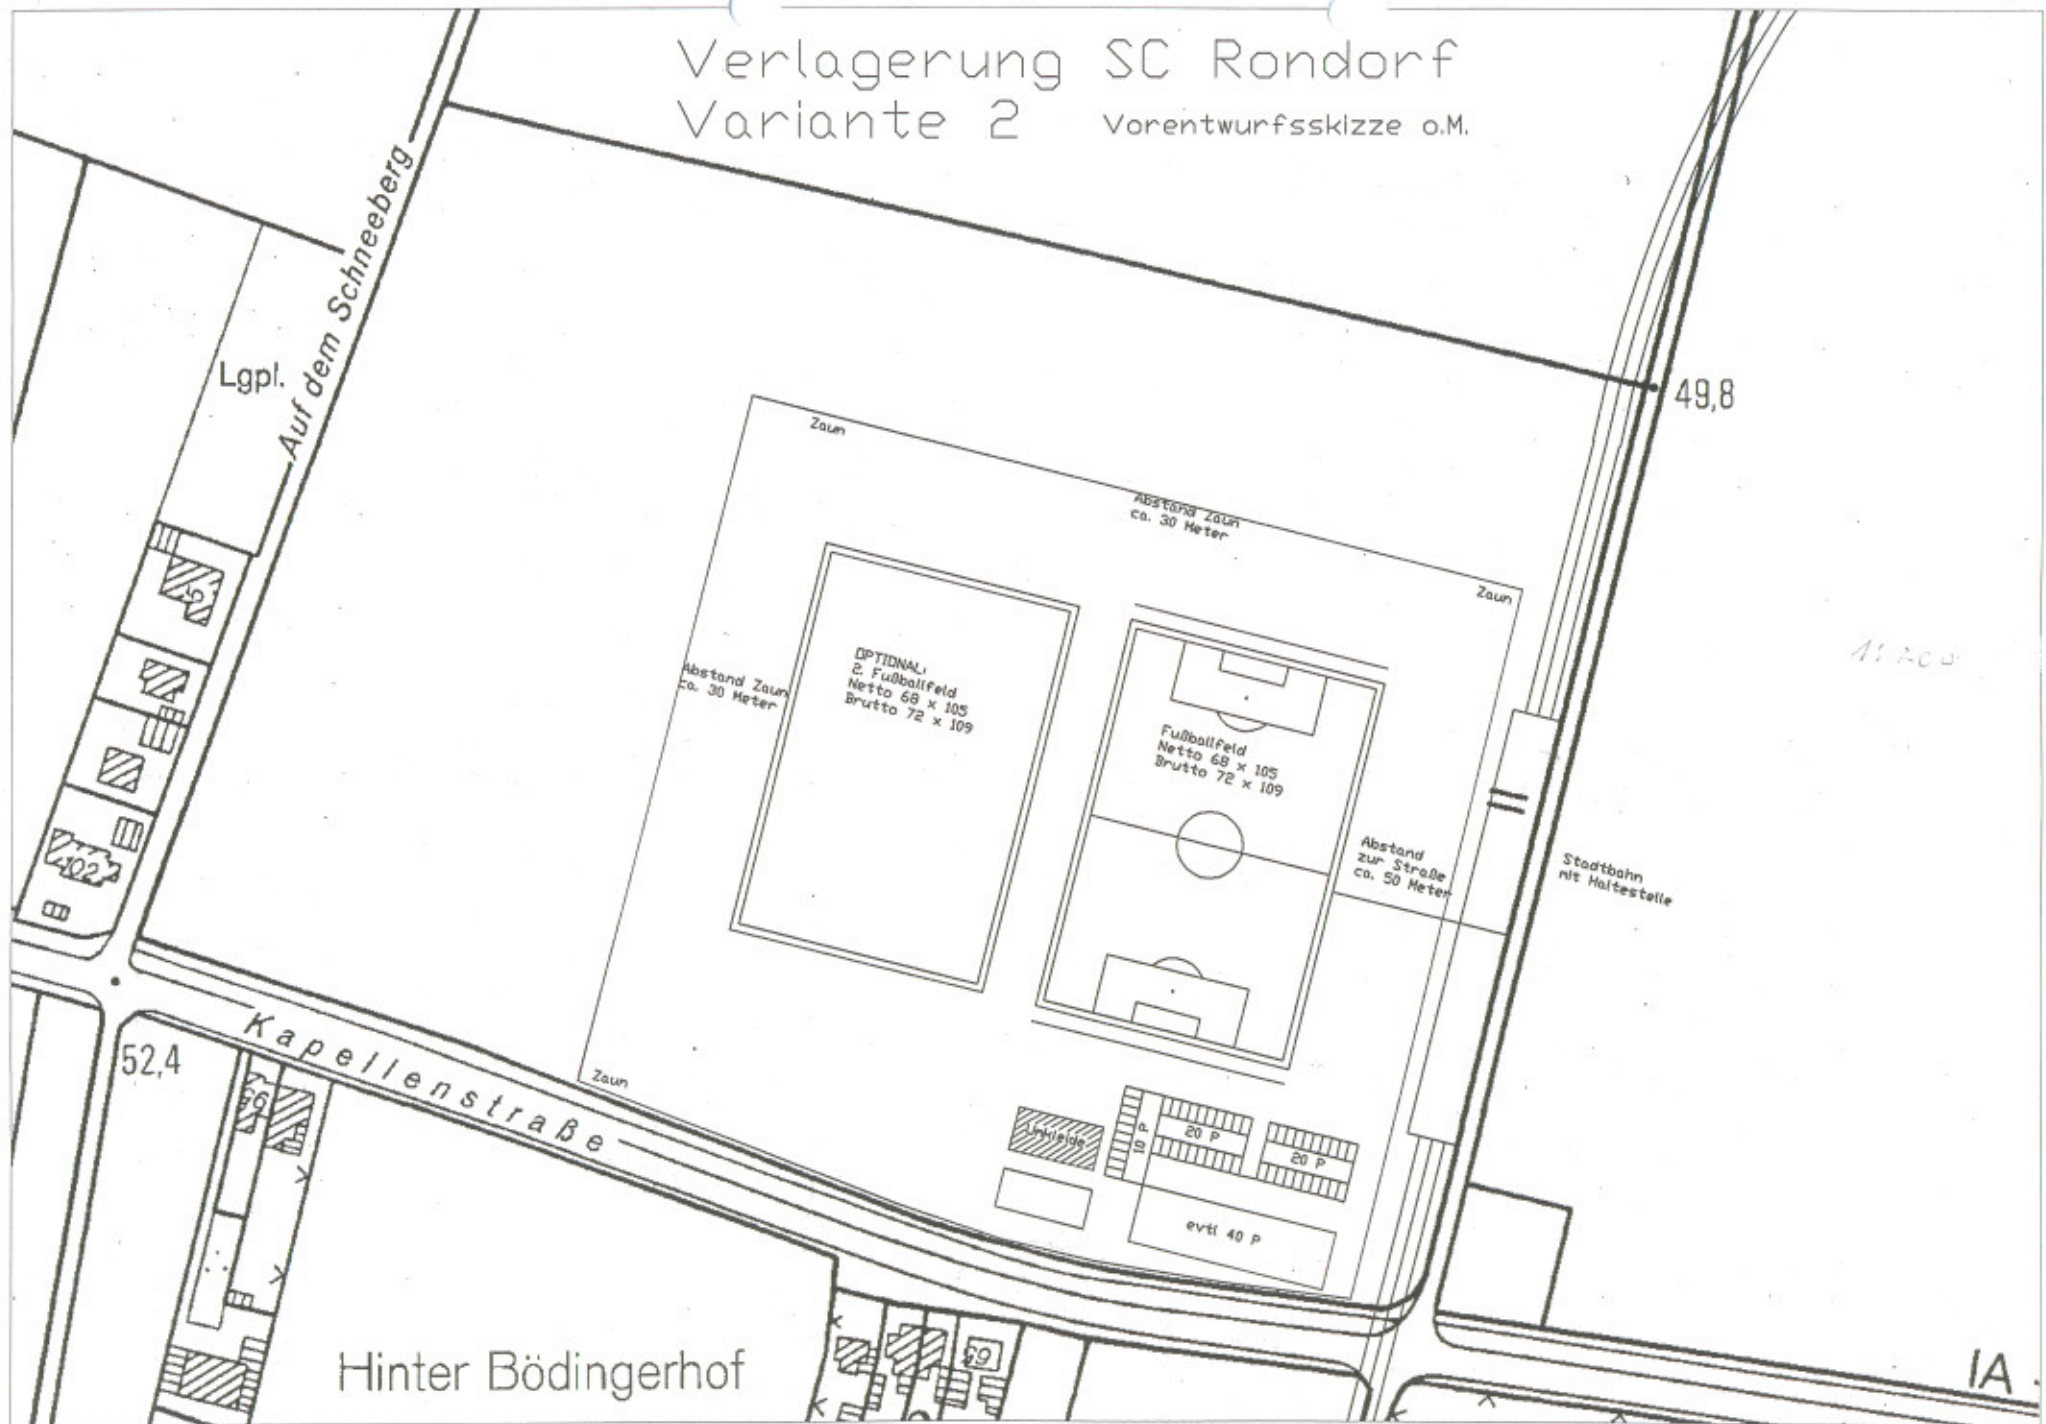 Verlagerung SC Rondorf
Variante 2 Vorentwurfsskizze o.M.
Auf dem Schneeberg
Lgpl.
49,8
Zaun
Abstand Zaun
ca. 30 Meter
Zaun
OPTIONAL:
2. Fußballfeld
Netto 68 x 105
Brutto 72 x 109
Abstand Zaun
ca. 30 Meter
Fußballfeld
Netto 68 x 105
Brutto 72 x 109
Abstand
zur Straße
ca. 50 Meter
Stadtbahn
mit Haltestelle
102
52,4
Kapellenstraße
Zaun
Umkleide
10 P
20 P
20 P
evtl 40 P
Hinter Bödingerhof
69
IA